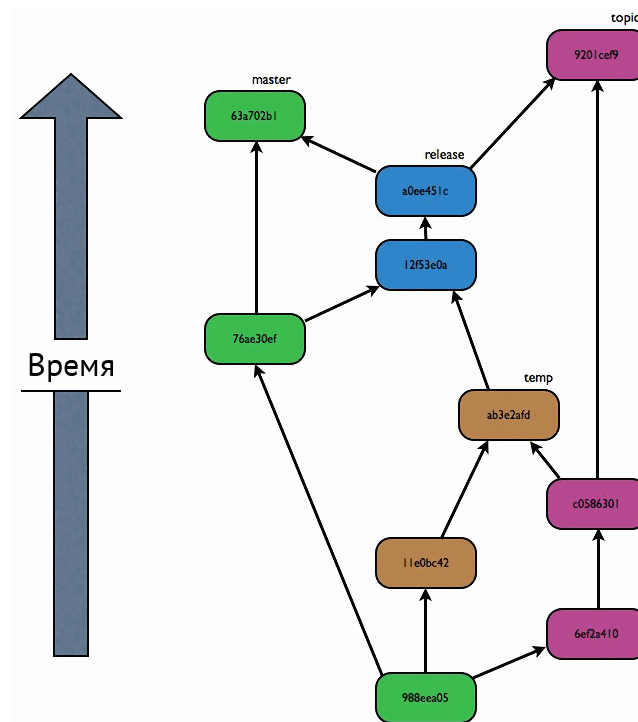 topic
9201cef9
master
63a702b1
release
a0ee451c
12f53e0a
76ae30ef
Время
temp
ab3e2afd
c0586301
11e0bc42
6ef2a410
988eea05